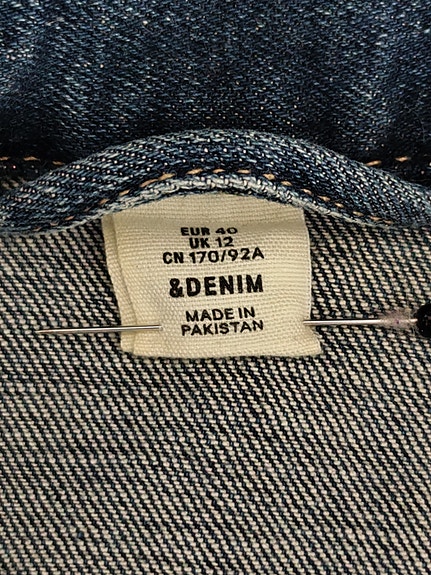 EUR 40
UK 12
CN 170/92A
&DENIM
MADE IN
PAKISTAN